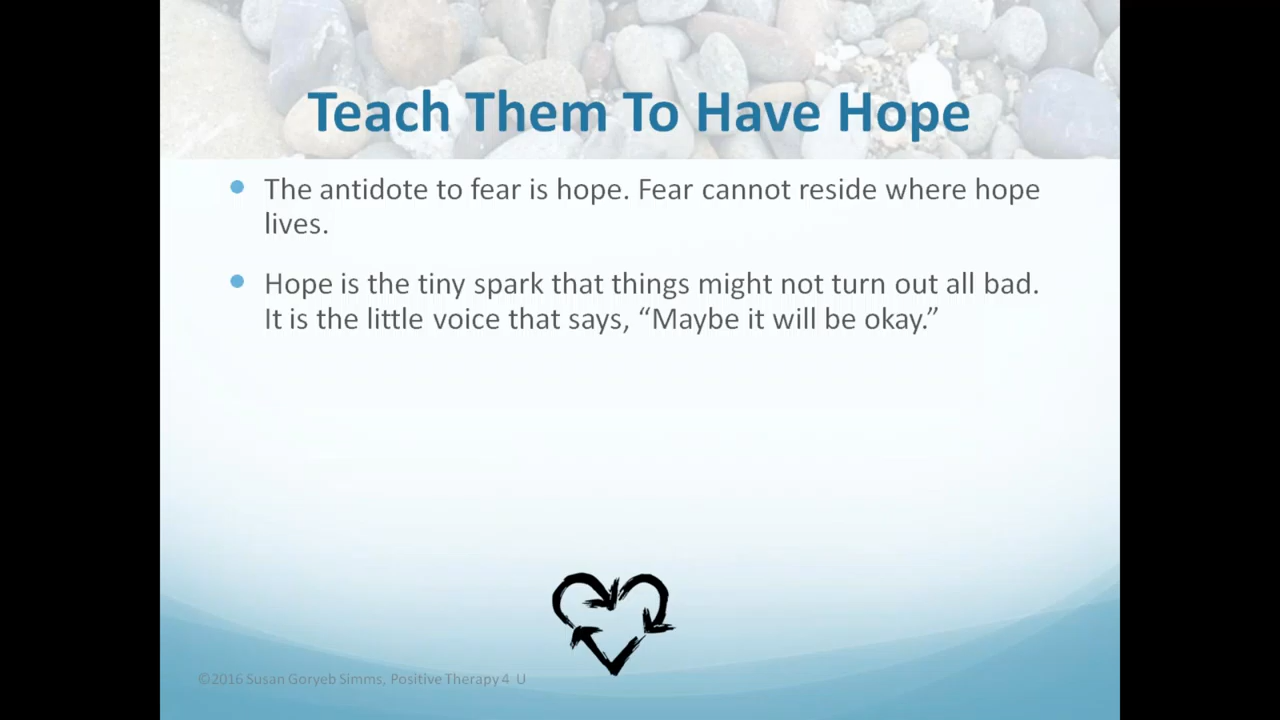 Teach Them To Have Hope
The antidote to fear is hope. Fear cannot reside where hope
lives.
Hope is the tiny spark that things might not turn out all bad.
It is the little voice that says, “Maybe it will be okay.”
©2016 Susan Goryeb Simms, Positive Therapy 4 U